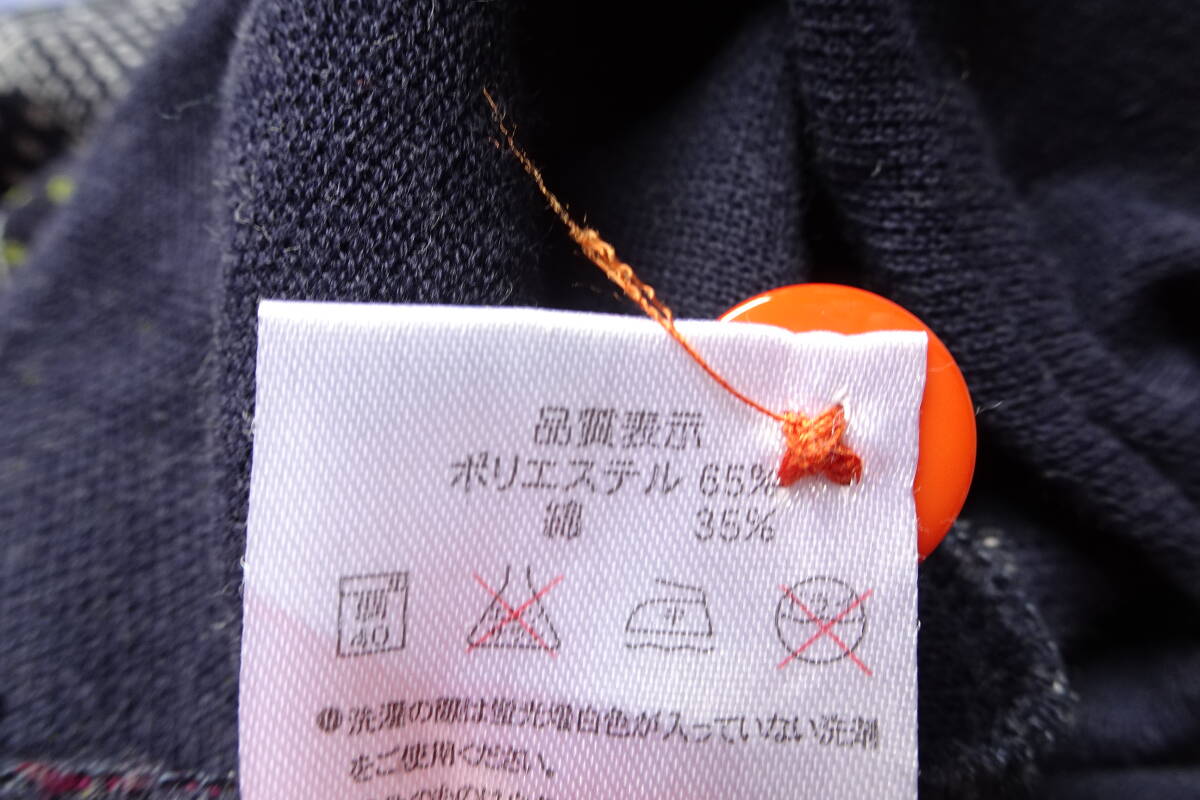 品質表示
ポリエステル 65%
綿 35%
40
中
❶洗濯の際は蛍光増白剤が入っていない洗剤
をご使用ください。